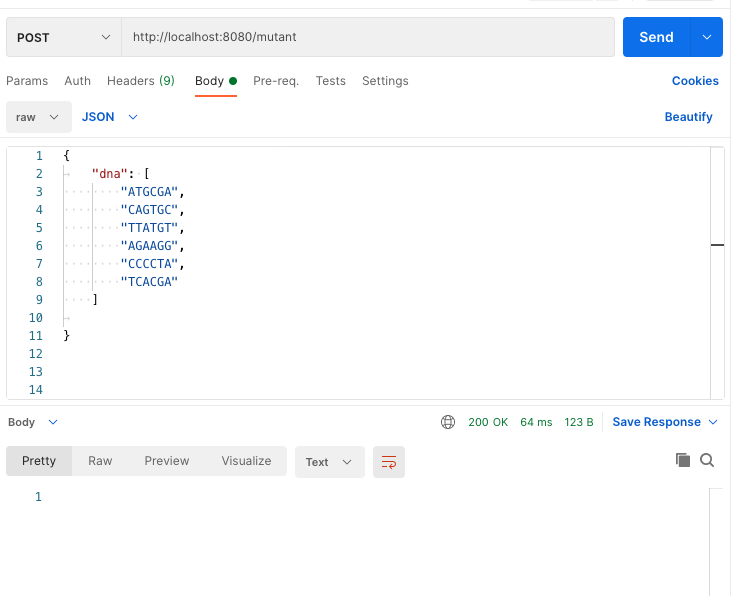 POST http://localhost:8080/mutant Send
Params Auth Headers (9) Body Pre-req. Tests Settings Cookies
raw JSON Beautify
1 {
2 "dna": [
3 "ATGCGA",
4 "CAGTGC",
5 "TTATGT",
6 "AGAAGG",
7 "CCCCTA",
8 "TCACGA"
9 ]
10
11 }
12
13
14
Body 200 OK 64 ms 123 B Save Response
Pretty Raw Preview Visualize Text
1